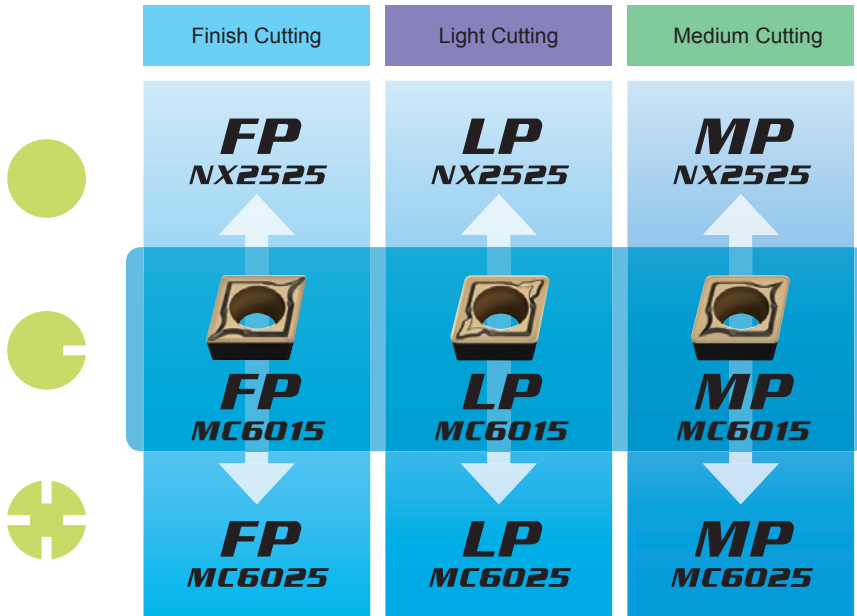 Finish Cutting
Light Cutting
Medium Cutting
FP
NX2525
LP
NX2525
MP
NX2525
FP
MC6015
LP
MC6015
MP
MC6015
FP
MC6025
LP
MC6025
MP
MC6025